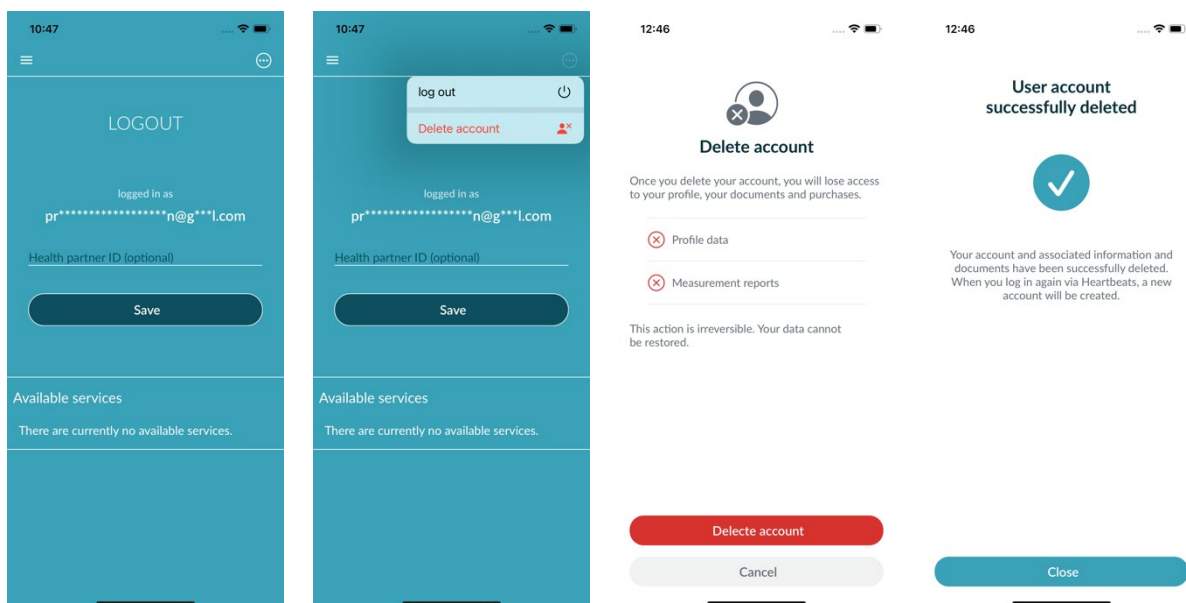 10:47
LOGOUT
logged in as
pr******************n@g***l.com
Health partner ID (optional)
Save
Available services
There are currently no available services.
10:47
log out
Delete account
logged in as
pr******************n@g***l.com
Health partner ID (optional)
Save
Available services
There are currently no available services.
12:46
Delete account
Once you delete your account, you will lose access
to your profile, your documents and purchases.
Profile data
Measurement reports
This action is irreversible. Your data cannot
be restored.
Delecte account
Cancel
12:46
User account
successfully deleted
Your account and associated information and
documents have been successfully deleted.
When you log in again via Heartbeats, a new
account will be created.
Close